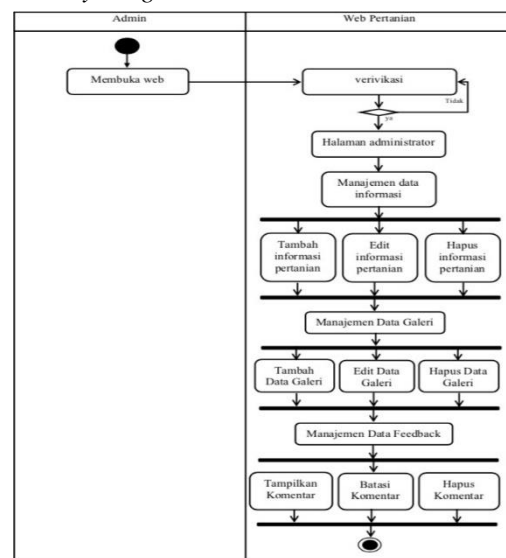 Admin
Web Pertanian
Membuka web
verivikasi
Tidak
ya
Halaman administrator
Manajemen data
informasi
Tambah
informasi
pertanian
Edit
informasi
pertanian
Hapus
informasi
pertanian
Manajemen Data Galeri
Tambah
Data Galeri
Edit Data
Galeri
Hapus Data
Galeri
Manajemen Data Feedback
Tampilkan
Komentar
Batasi
Komentar
Hapus
Komentar